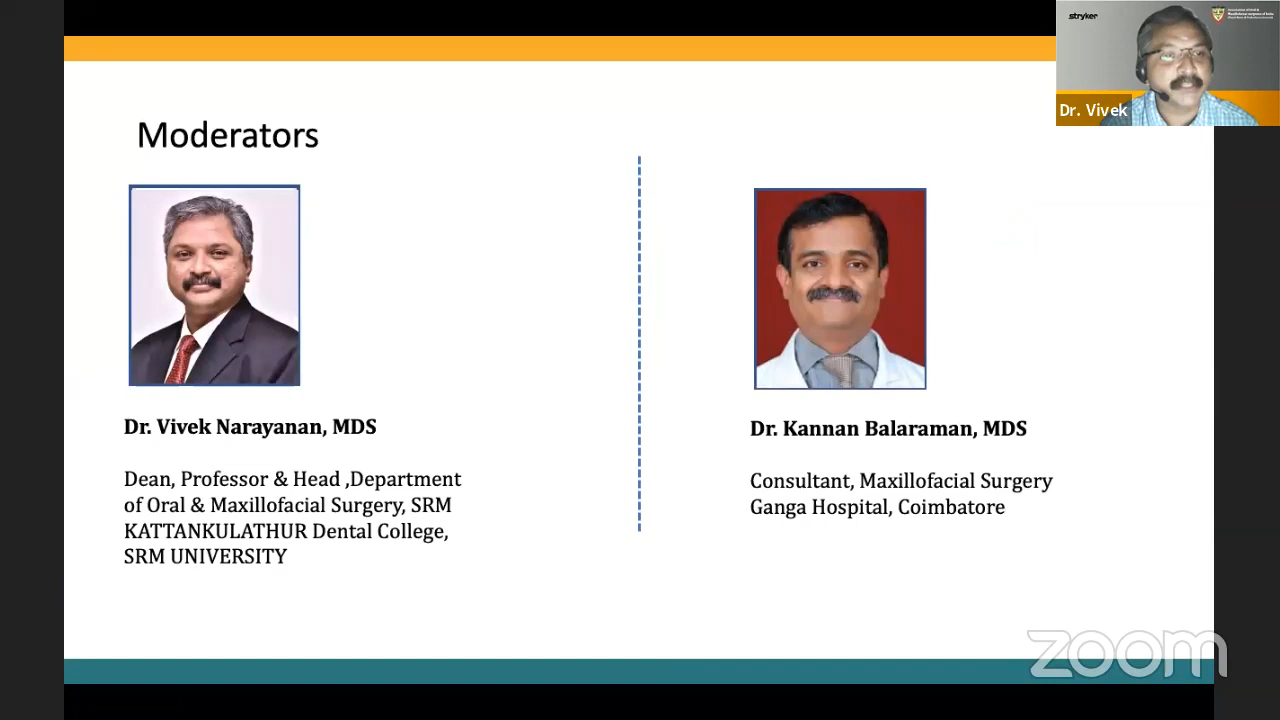 stryker
Dr. Vivek
Moderators
Dr. Vivek Narayanan, MDS
Dean, Professor & Head ,Department
of Oral & Maxillofacial Surgery, SRM
KATTANKULATHUR Dental College,
SRM UNIVERSITY
Dr. Kannan Balaraman, MDS
Consultant, Maxillofacial Surgery
Ganga Hospital, Coimbatore
zoom